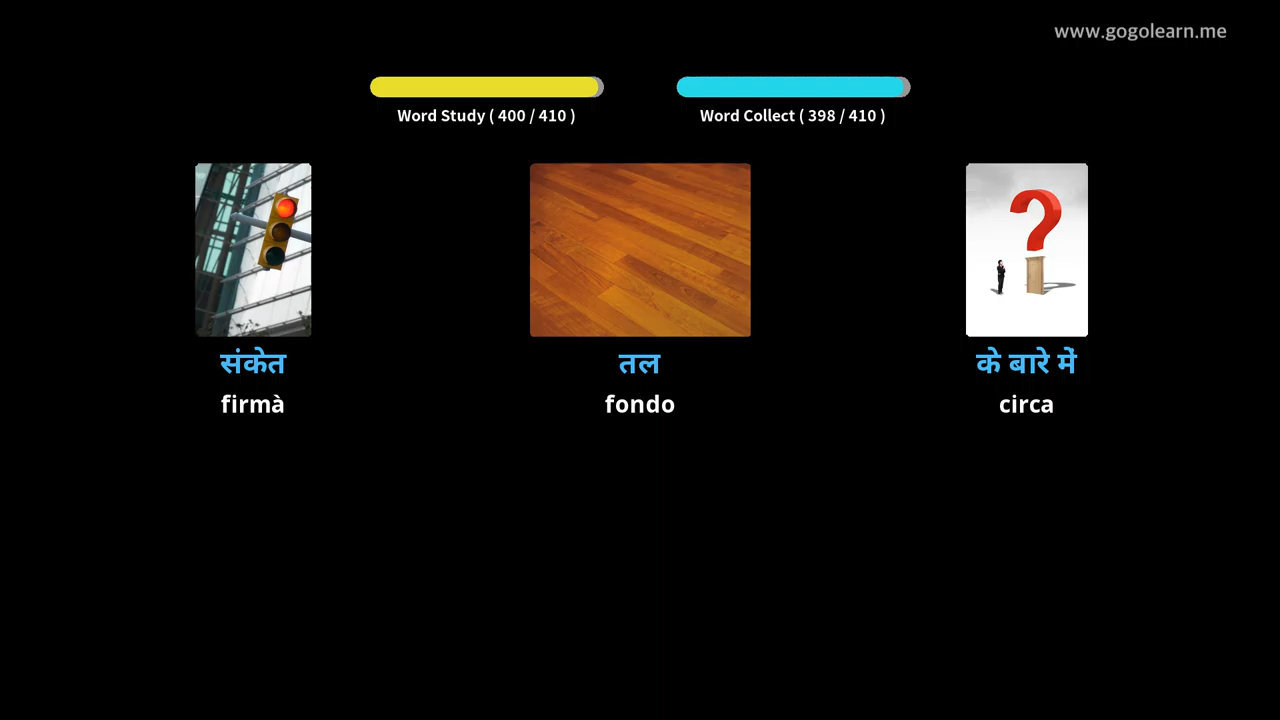 www.gogolearn.me
Word Study ( 400 / 410 )
Word Collect ( 398 / 410 )
संकेत
तल
के बारे में
firmà
fondo
circa